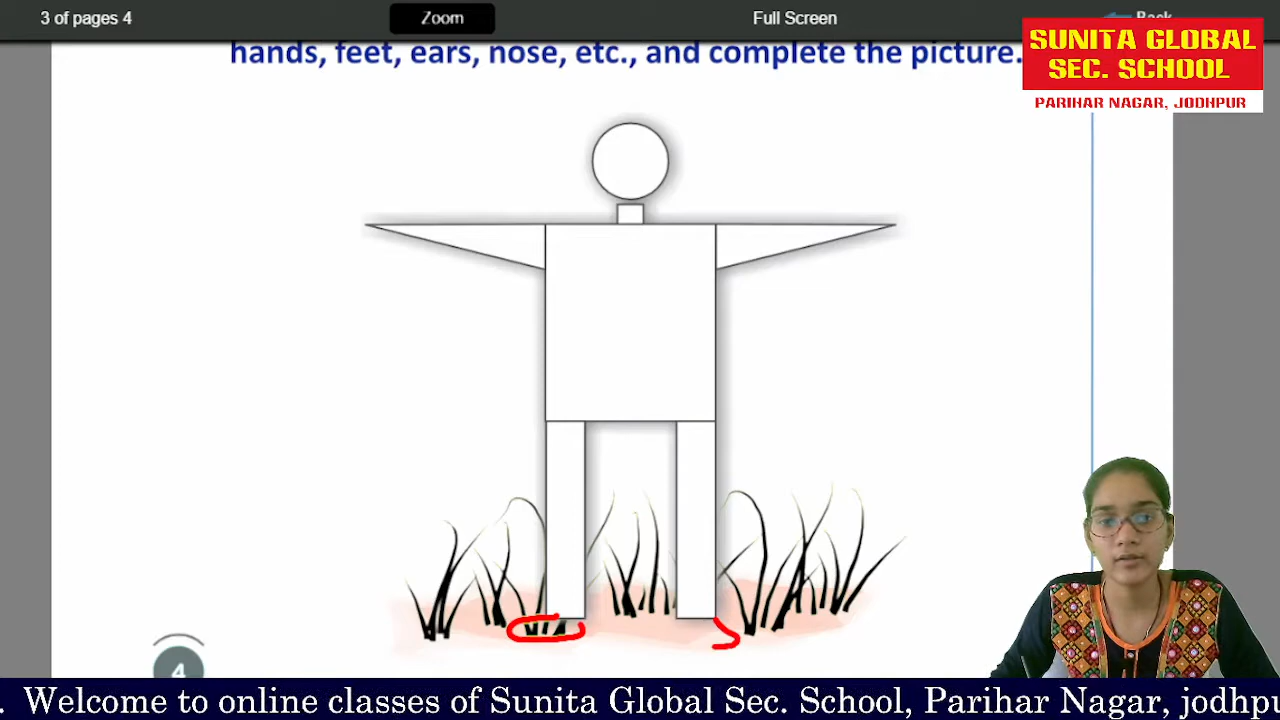 3 of pages 4
Zoom
Full Screen
Back
hands, feet, ears, nose, etc., and complete the picture.
SUNITA GLOBAL
SEC. SCHOOL
PARIHAR NAGAR, JODHPUR
4
. Welcome to online classes of Sunita Global Sec. School, Parihar Nagar, jodhpu